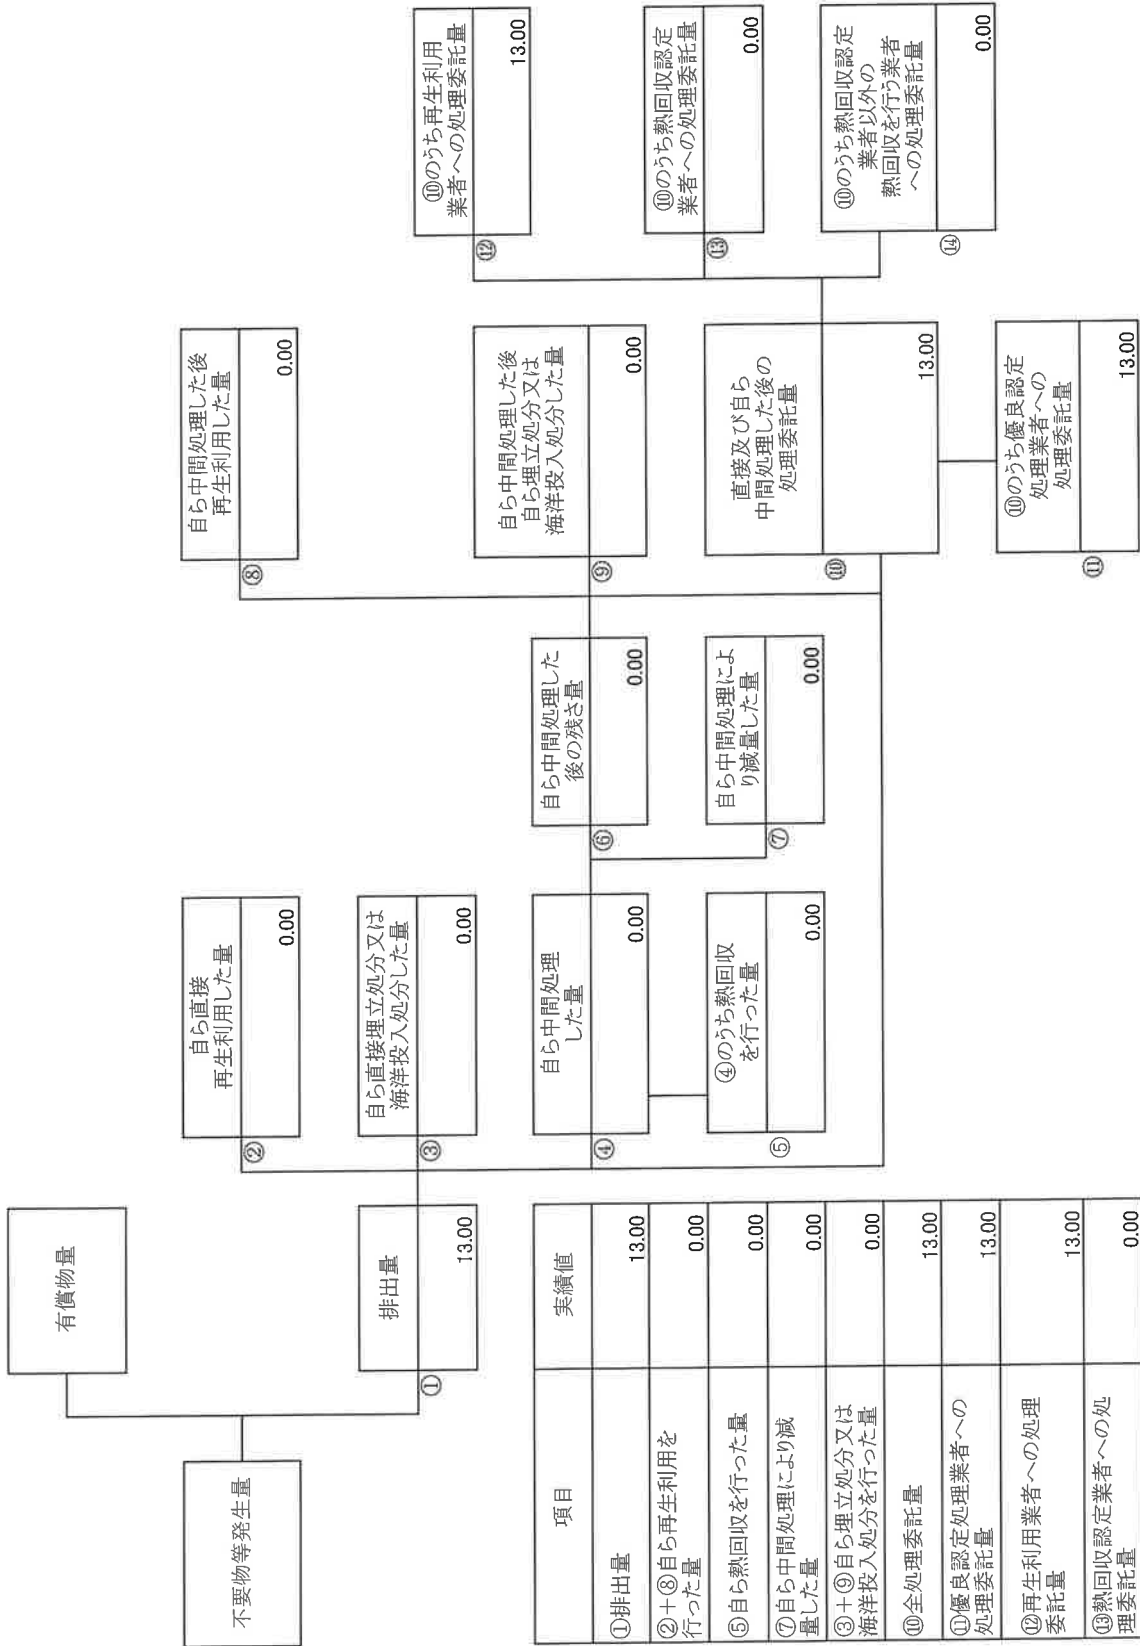 不要物等発生量
有償物量
排出量
①
13.00
自ら直接
再生利用した量
②
0.00
自ら直接埋立処分又は
海洋投入処分した量
③
0.00
自ら中間処理
した量
④
0.00
④のうち熱回収
を行った量
⑤
0.00
自ら中間処理した
後の残さ量
⑥
0.00
自ら中間処理によ
り減量した量
⑦
0.00
自ら中間処理した後
再生利用した量
⑧
0.00
自ら中間処理した後
自ら埋立処分又は
海洋投入処分した量
⑨
0.00
直接及び自ら
中間処理した後の
処理委託量
⑩
13.00
⑩のうち優良認定
処理業者への
処理委託量
⑪
13.00
⑩のうち再生利用
業者への処理委託量
⑫
13.00
⑩のうち熱回収認定
業者への処理委託量
⑬
0.00
⑩のうち熱回収認定
業者以外の
熱回収を行う業者
への処理委託量
⑭
0.00
項目
実績値
①排出量
13.00
②+⑧自ら再生利用を
行った量
0.00
⑤自ら熱回収を行った量
0.00
⑦自ら中間処理により減
量した量
0.00
③+⑨自ら埋立処分又は
海洋投入処分を行った量
0.00
⑩全処理委託量
13.00
⑪優良認定処理業者への
処理委託量
13.00
⑫再生利用業者への処理
委託量
13.00
⑬熱回収認定業者への処
理委託量
0.00